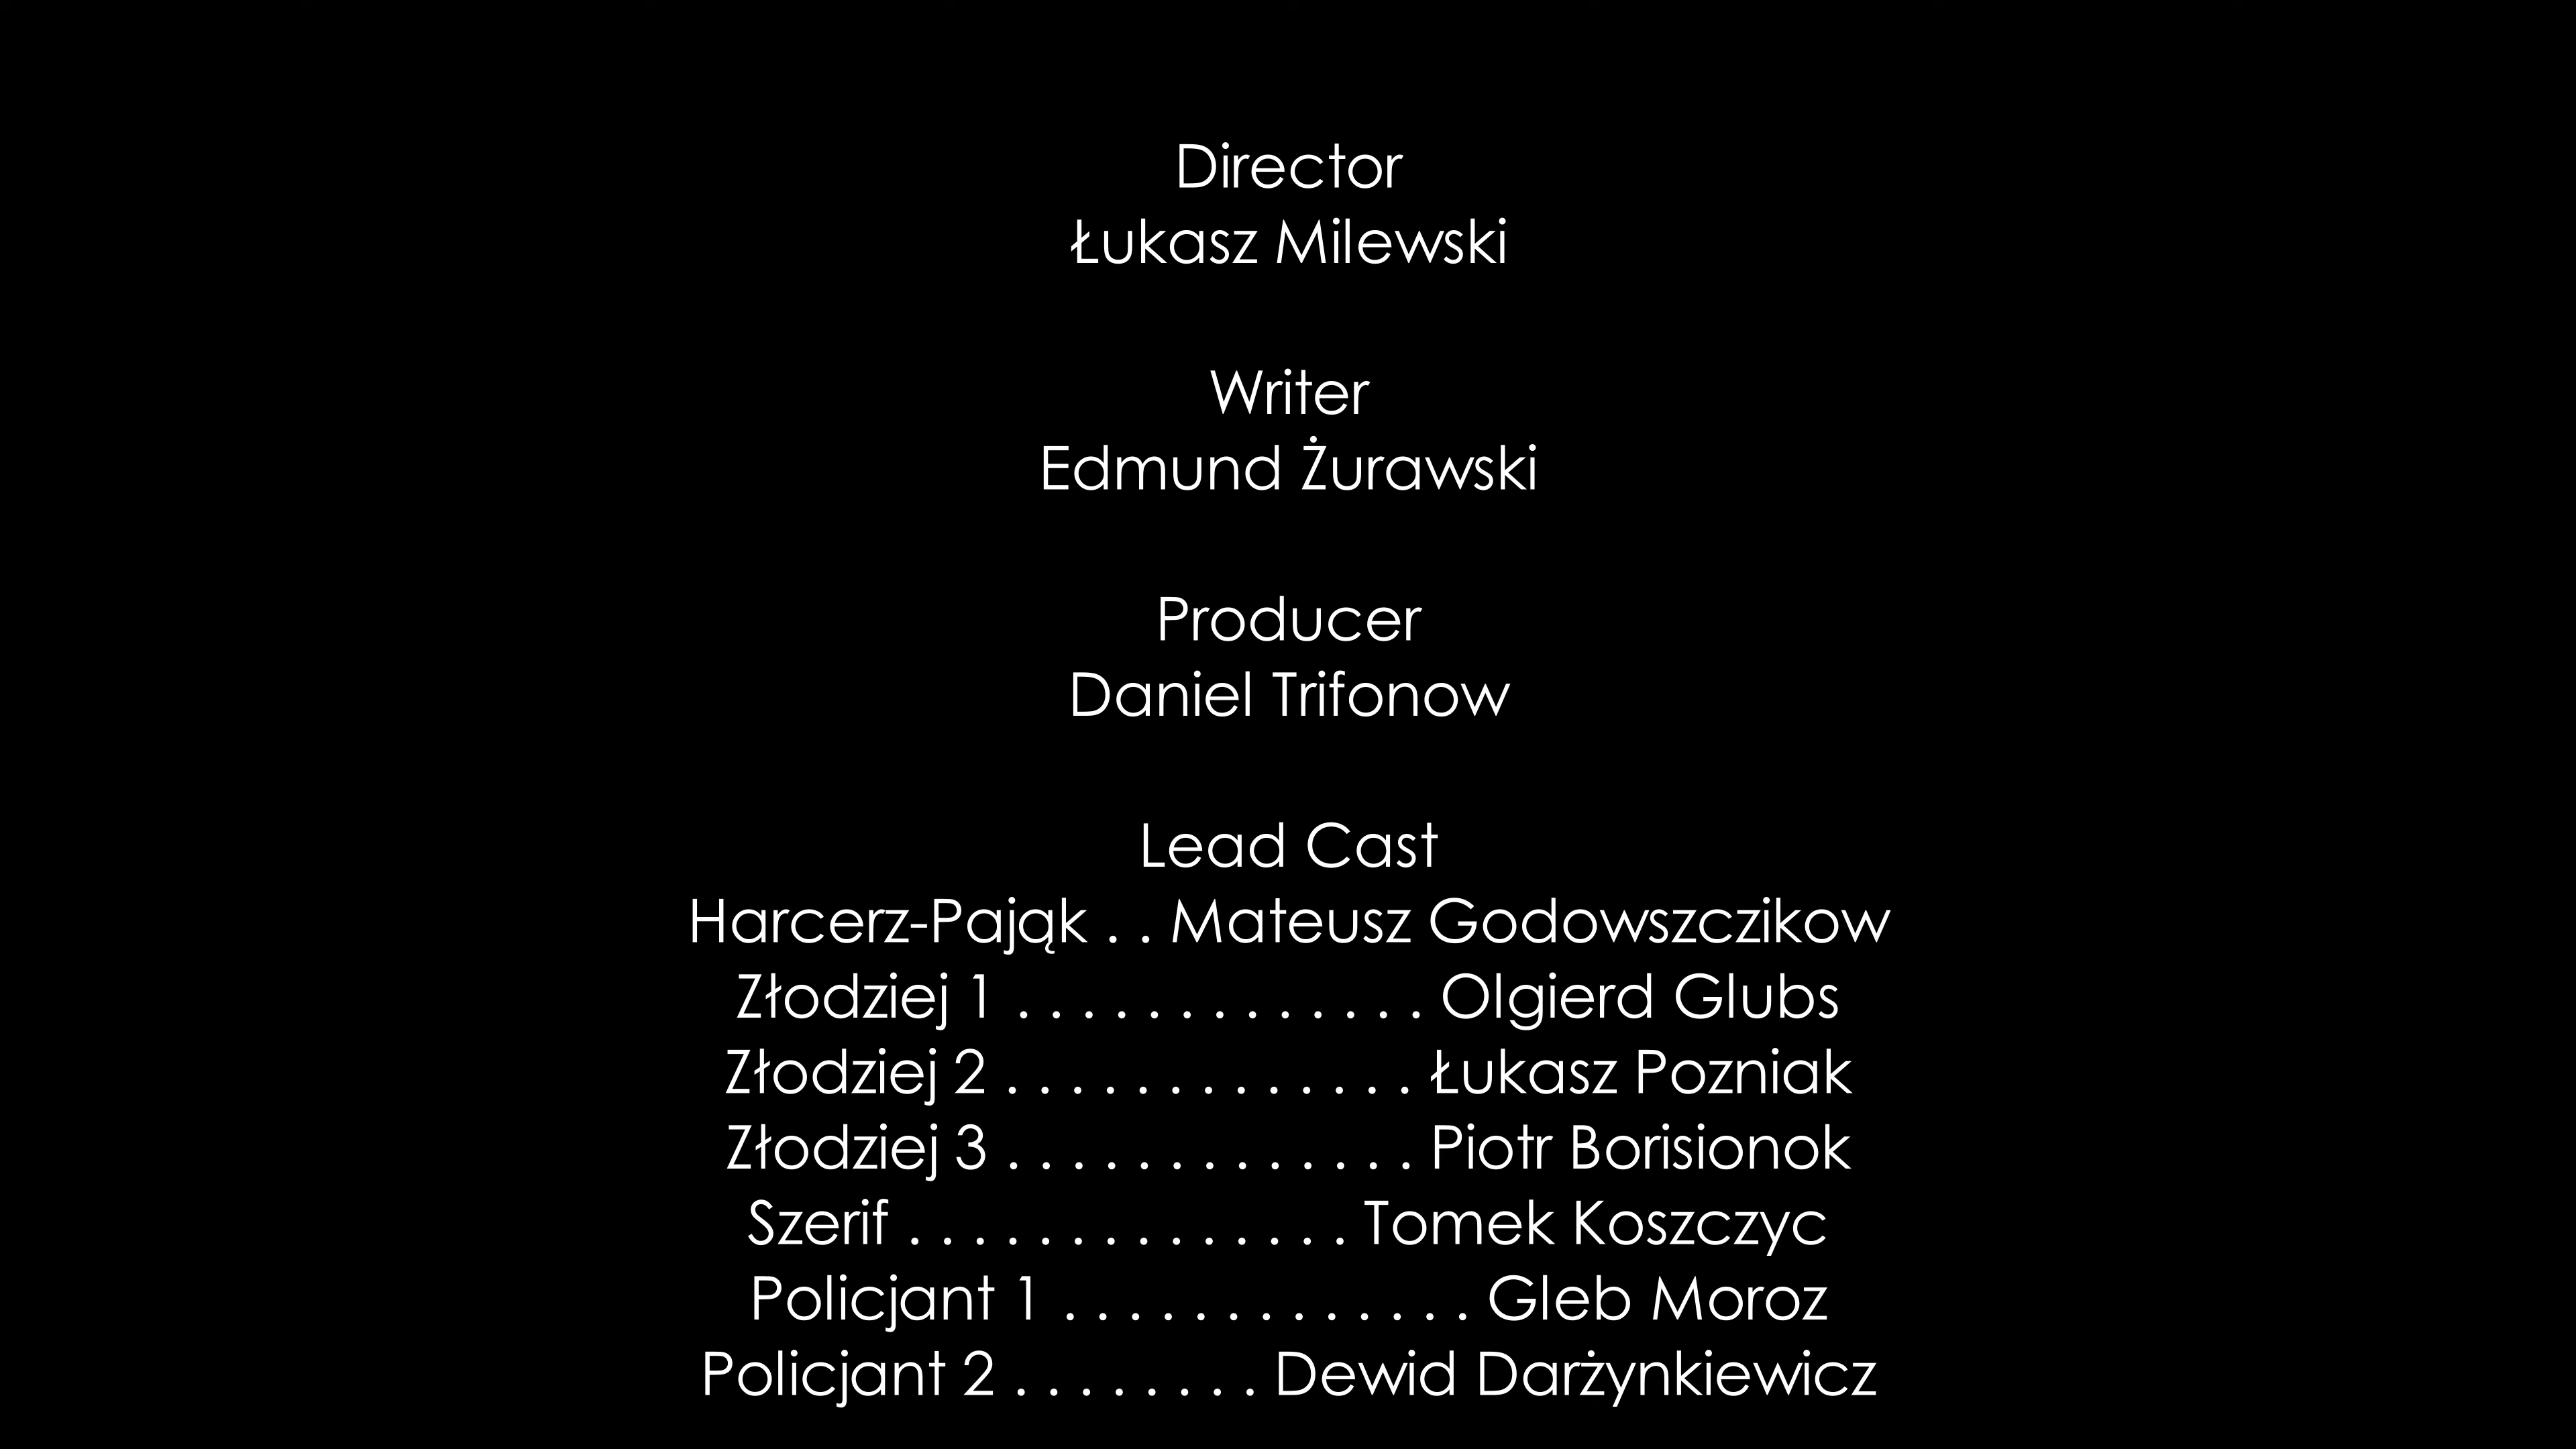 Director
Łukasz Milewski
Writer
Edmund Żurawski
Producer
Daniel Trifonow
Lead Cast
Harcerz-Pająk . . Mateusz Godowszczikow
Złodziej 1 . . . . . . . . . . . . . Olgierd Glubs
Złodziej 2 . . . . . . . . . . . . . Łukasz Pozniak
Złodziej 3 . . . . . . . . . . . . . Piotr Borisionok
Szerif . . . . . . . . . . . . . . Tomek Koszczyc
Policjant 1 . . . . . . . . . . . . . Gleb Moroz
Policjant 2 . . . . . . . . Dewid Darżynkiewicz